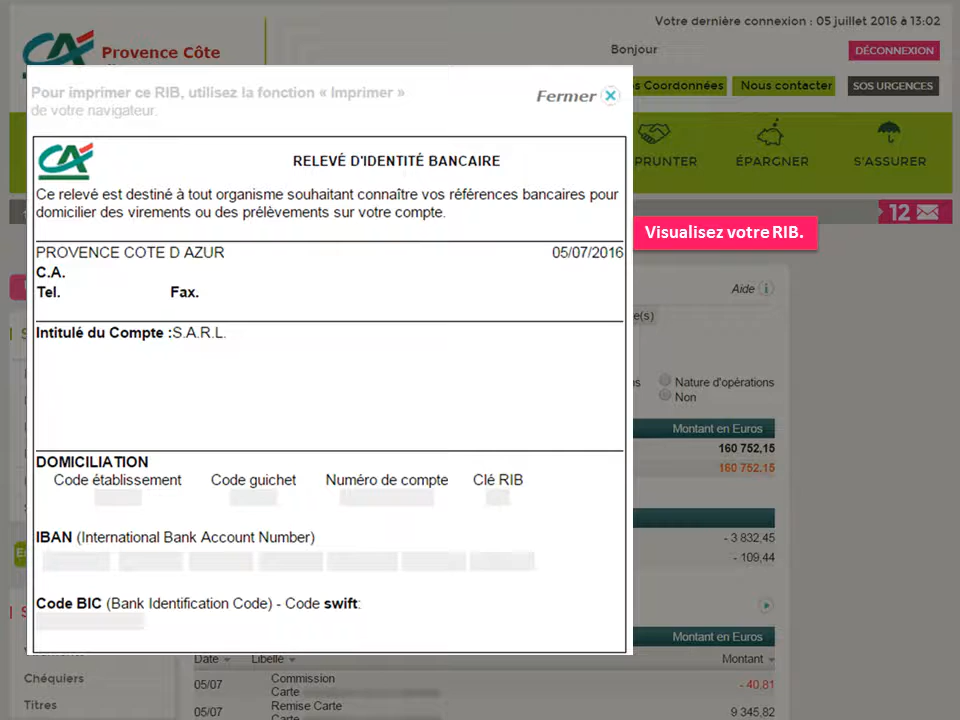 Votre dernière connexion : 05 juillet 2016 à 13:02
Provence Côte
Bonjour
DÉCONNEXION
Coordonnées
Nous contacter
SOS URGENCES
Pour imprimer ce RIB, utilisez la fonction « Imprimer »
de votre navigateur.
Fermer
PRUNTER
ÉPARGNER
S'ASSURER
RELEVÉ D'IDENTITÉ BANCAIRE
Ce relevé est destiné à tout organisme souhaitant connaître vos références bancaires pour
domicilier des virements ou des prélèvements sur votre compte.
12
Visualisez votre RIB.
PROVENCE COTE D AZUR 05/07/2016
C.A.
Tel. Fax.
Aide
e(s)
Intitulé du Compte :S.A.R.L.
ns
Nature d'opérations
Non
Montant en Euros
160 752,15
160 752,15
DOMICILIATION
Code établissement Code guichet Numéro de compte Clé RIB
IBAN (International Bank Account Number)
- 3 832,45
- 109,44
Code BIC (Bank Identification Code) - Code swift:
Montant en Euros
Date Libellé Montant
Chéquiers
Titres
05/07 Commission - 40,81
Carte
05/07 Remise Carte 9 345,82
Carte